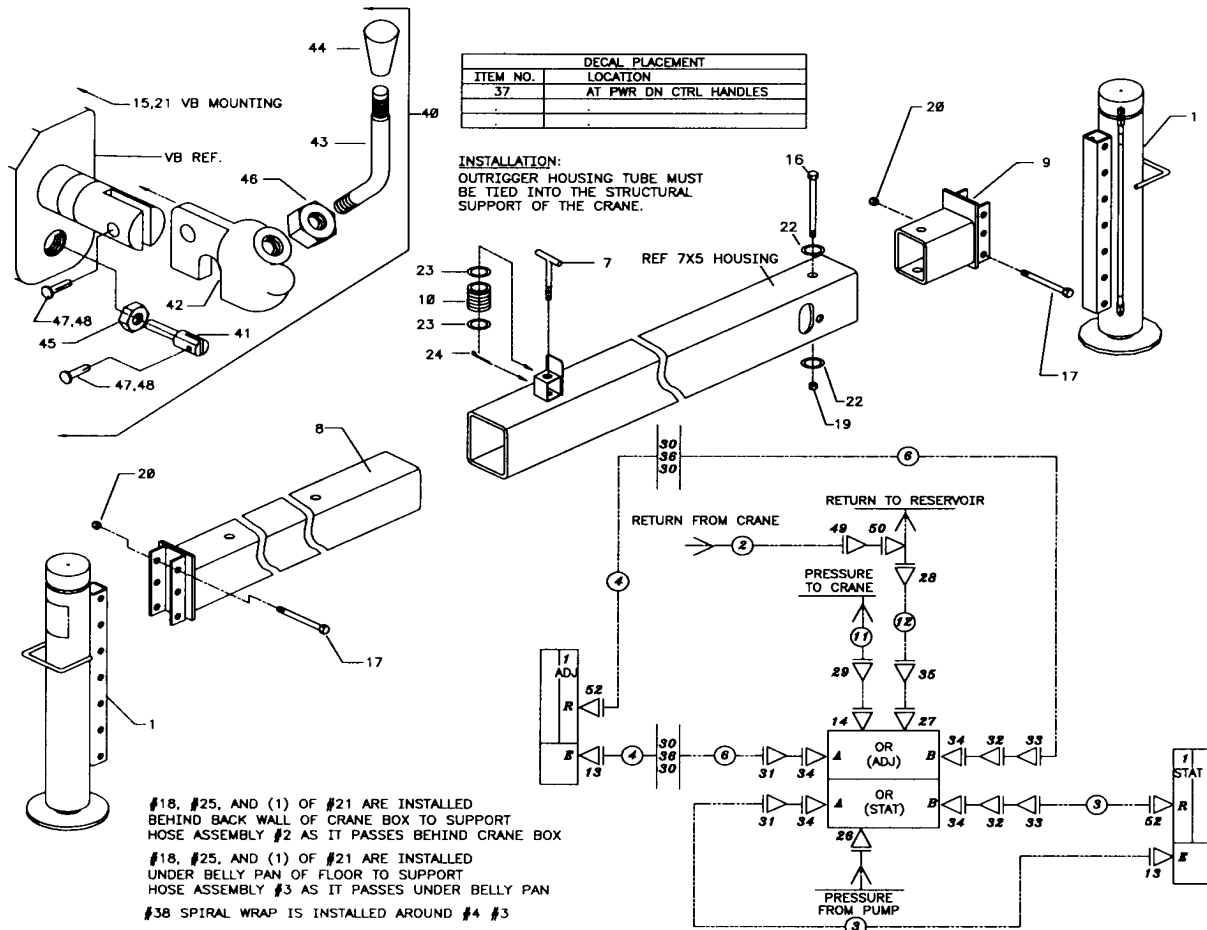 44
15,21 VB MOUNTING
40
VB REF.
43
46
42
47,48
45
41
47,48
DECAL PLACEMENT
ITEM NO. LOCATION
37 AT PWR DN CTRL HANDLES
. .
. .
INSTALLATION:
OUTRIGGER HOUSING TUBE MUST
BE TIED INTO THE STRUCTURAL
SUPPORT OF THE CRANE.
16
22
7
REF 7X5 HOUSING
23
10
23
24
22
19
20
1
9
17
8
20
17
1
30
36
30
6
RETURN TO RESERVOIR
RETURN FROM CRANE
49
50
2
4
PRESSURE
TO CRANE
28
11
12
29
35
1
ADJ
52
R
E
13
14
27
4
30
36
30
6
31
34
A
OR
(ADJ)
B
34
32
33
31
34
A
OR
(STAT)
B
34
32
33
3
52
1
STAT
R
E
13
26
PRESSURE
FROM PUMP
3
#18, #25, AND (1) OF #21 ARE INSTALLED
BEHIND BACK WALL OF CRANE BOX TO SUPPORT
HOSE ASSEMBLY #2 AS IT PASSES BEHIND CRANE BOX
#18, #25, AND (1) OF #21 ARE INSTALLED
UNDER BELLY PAN OF FLOOR TO SUPPORT
HOSE ASSEMBLY #3 AS IT PASSES UNDER BELLY PAN
#38 SPIRAL WRAP IS INSTALLED AROUND #4 #3